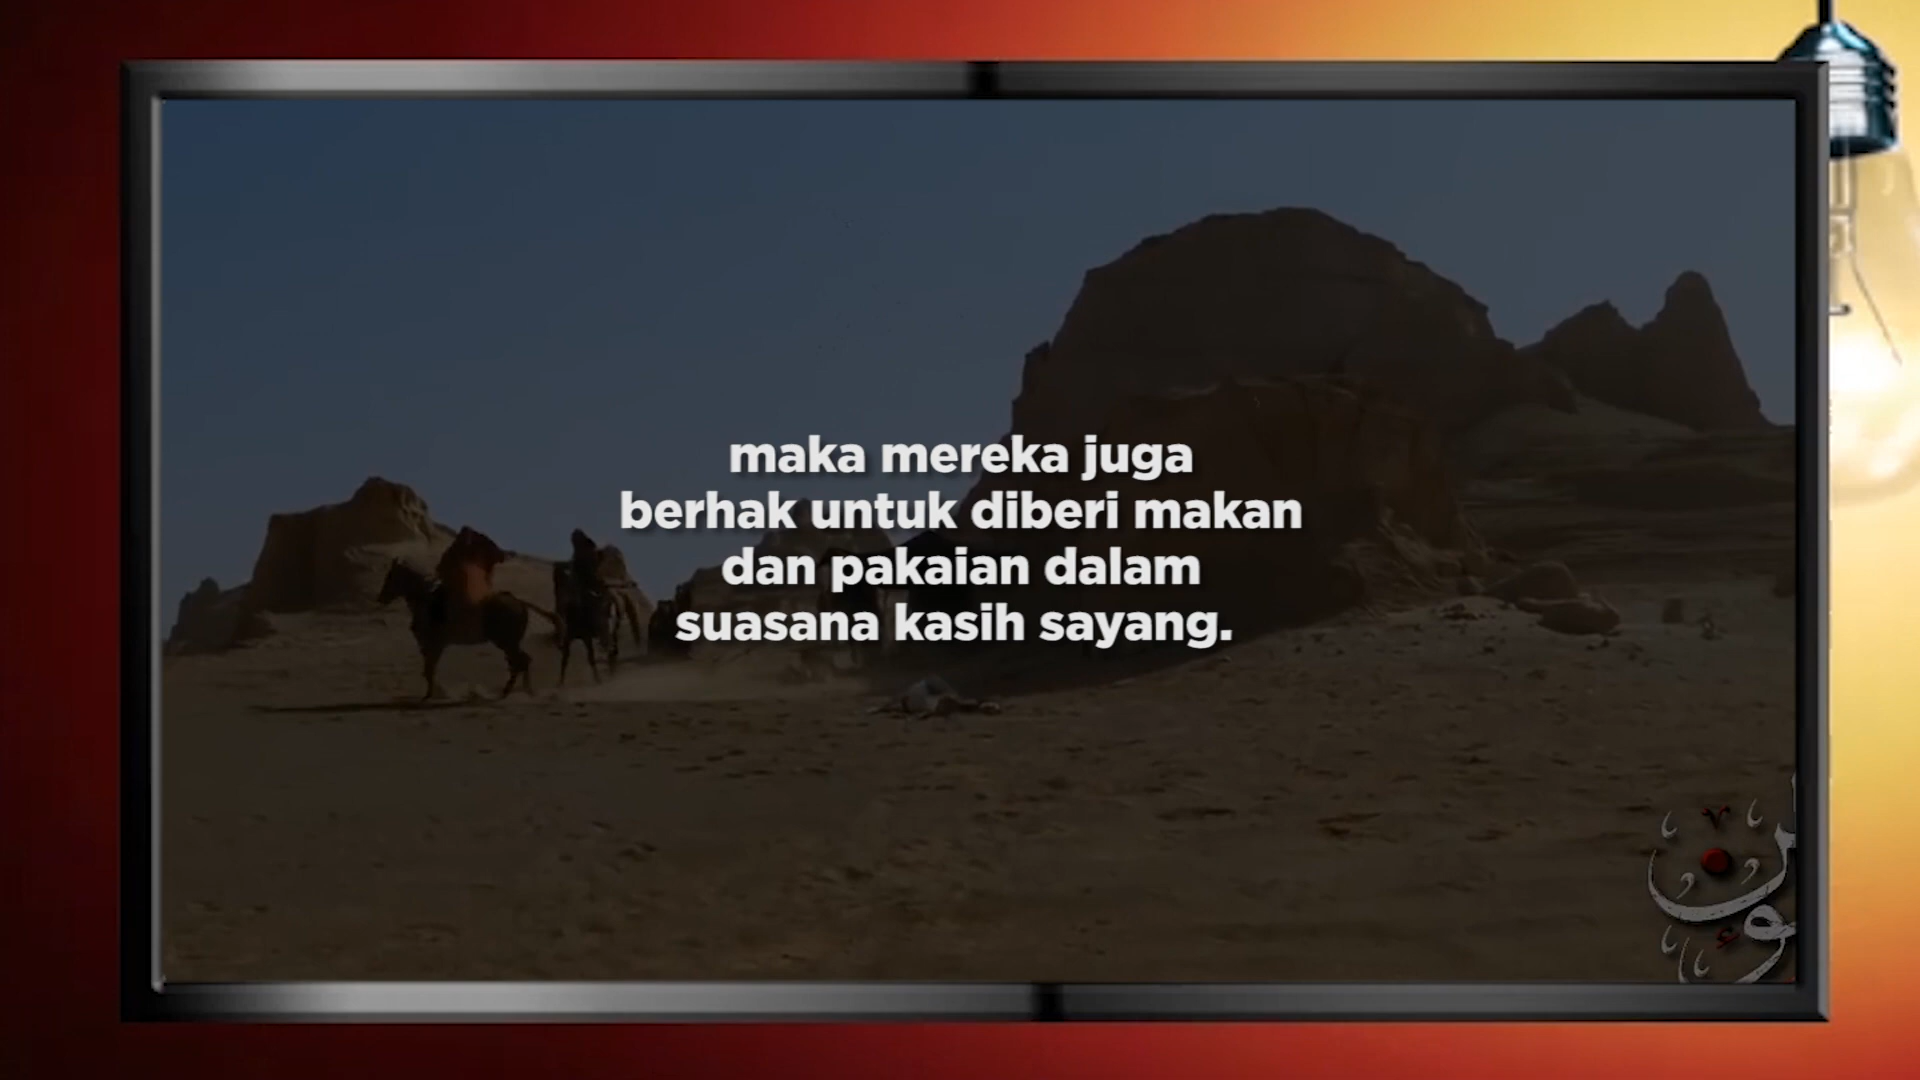 maka mereka juga
berhak untuk diberi makan
dan pakaian dalam
suasana kasih sayang.